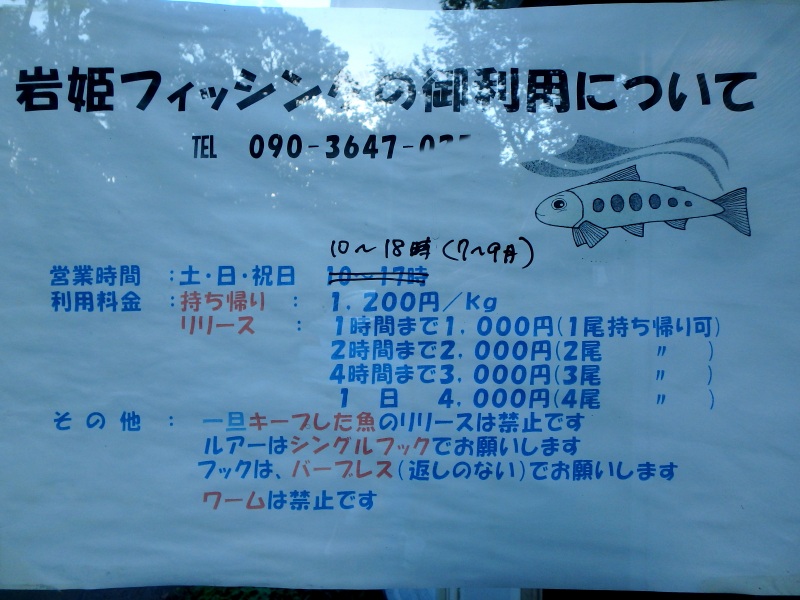 岩姫フィッシングの御利用について
TEL 090-3647-
10～18時(7～9月)
営業時間 :土・日・祝日 10～17時
利用料金 :持ち帰り : 1,200円/Kg
リリース : 1時間まで1,000円(1尾持ち帰り可)
2時間まで2,000円(2尾 〃 )
4時間まで3,000円(3尾 〃 )
1 日 4,000円(4尾 〃 )
その他 : 一旦キープした魚のリリースは禁止です
ルアーはシングルフックでお願いします
フックは、バーブレス(返しのない)でお願いします
ワームは禁止です